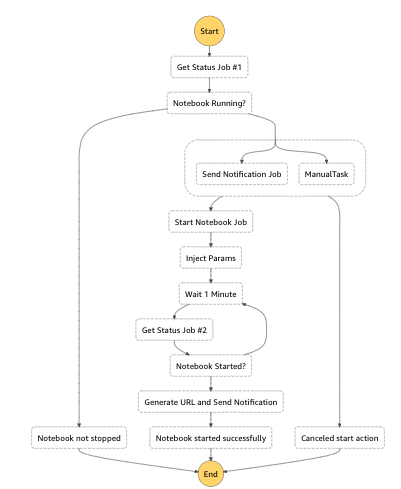 Start
Get Status Job #1
Notebook Running?
Send Notification Job
ManualTask
Start Notebook Job
Inject Params
Wait 1 Minute
Get Status Job #2
Notebook Started?
Generate URL and Send Notification
Notebook not stopped
Notebook started successfully
Canceled start action
End